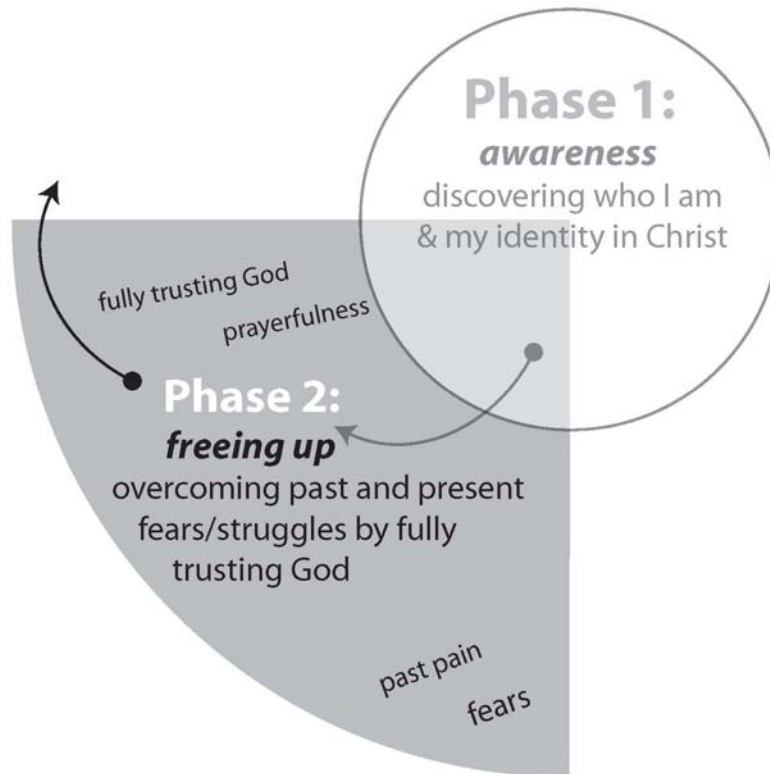 Phase 1:
awareness
discovering who I am
& my identity in Christ
fully trusting God
prayerfulness
Phase 2:
freeing up
overcoming past and present
fears/struggles by fully
trusting God
past pain
fears